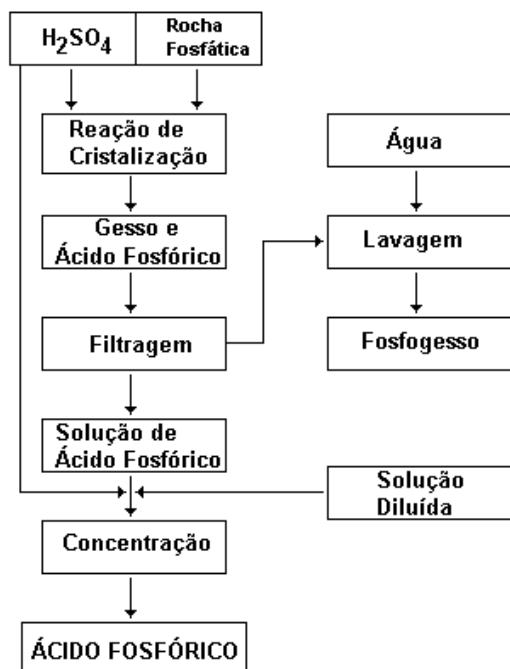 H₂SO₄
Rocha
Fosfática
Reação de
Cristalização
Água
Gesso e
Ácido Fosfórico
Lavagem
Filtragem
Fosfogesso
Solução de
Ácido Fosfórico
Solução
Diluída
Concentração
ÁCIDO FOSFÓRICO